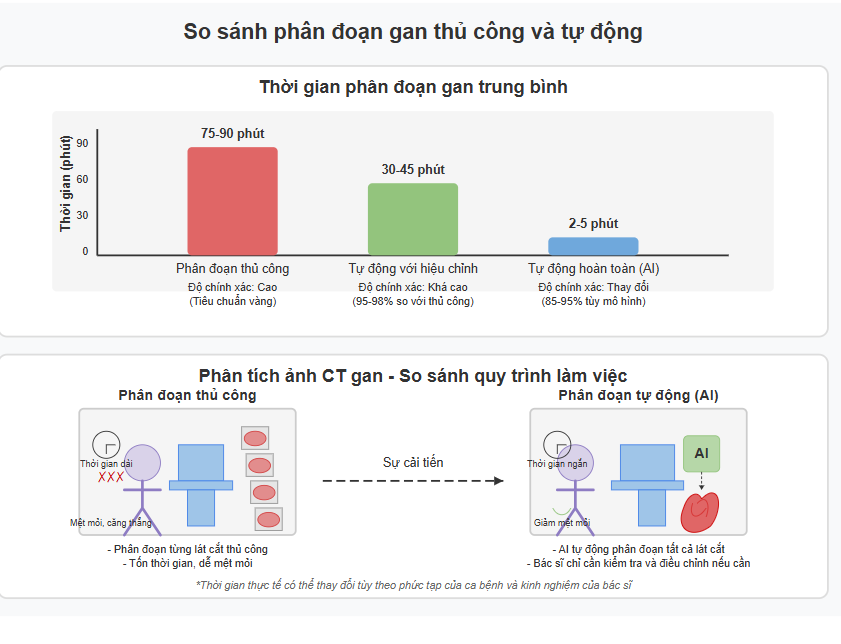 So sánh phân đoạn gan thủ công và tự động
Thời gian phân đoạn gan trung bình
Thời gian (phút)
90
60
30
0
75-90 phút
30-45 phút
2-5 phút
Phân đoạn thủ công
Độ chính xác: Cao
(Tiêu chuẩn vàng)
Tự động với hiệu chỉnh
Độ chính xác: Khá cao
(95-98% so với thủ công)
Tự động hoàn toàn (AI)
Độ chính xác: Thay đổi
(85-95% tùy mô hình)
Phân tích ảnh CT gan - So sánh quy trình làm việc
Phân đoạn thủ công
Thời gian dài
XXX
Mệt mỏi, căng thẳng
- Phân đoạn từng lát cắt thủ công
- Tốn thời gian, dễ mệt mỏi
Sự cải tiến
Phân đoạn tự động (AI)
Thời gian ngắn
AI
Giảm mệt mỏi
- AI tự động phân đoạn tất cả lát cắt
- Bác sĩ chỉ cần kiểm tra và điều chỉnh nếu cần
*Thời gian thực tế có thể thay đổi tùy theo phức tạp của ca bệnh và kinh nghiệm của bác sĩ